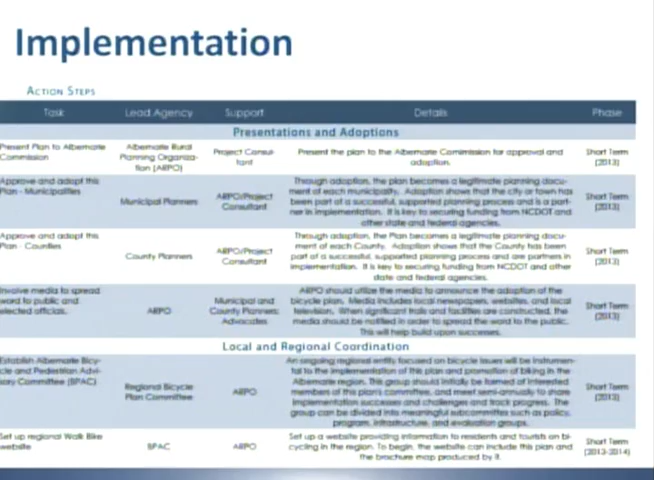 Implementation
ACTION STEPS
Task Lead Agency Support Details Phase
Presentations and Adoptions
Present Plan to Albemarle Commission
Albemarle Rural Planning Organiza-tion (ARPO)
Project Consul-tant
Present the plan to the Albemarle Commission for approval and
adoption.
Short Term
(2013)
Approve and adopt this
Plan - Municipalities
Municipal Planners
ARPO/Project
Consultant
Through adoption, the plan becomes a legitimate planning docu-
ment of each municipality. Adoption shows that the city or town has
been part of a successful, supported planning process and is a part-
ner in implementation. It is key to securing funding from NCDOT and
other state and federal agencies.
Short Term
(2013)
Approve and adopt this
Plan - Counties
County Planners
ARPO/Project
Consultant
Through adoption, the Plan becomes a legitimate planning docu-
ment of each County. Adoption shows that the County has been
part of a successful, supported planning process and are partners in
implementation. It is key to securing funding from NCDOT and other
state and federal agencies.
Short Term
(2013)
Involve media to spread
word to public and
elected officials.
ARPO
Municipal and
County Planners;
Advocates
ARPO should utilize the media to announce the adoption of the
bicycle plan. Media includes local newspapers, websites, and local
television. When significant trails and facilities are constructed, the
media should be notified in order to spread the word to the public.
This will help build upon successes.
Short Term
(2013)
Local and Regional Coordination
Establish Albemarle Bicy-
cle and Pedestrian Advi-
sory Committee (BPAC)
Regional Bicycle
Plan Committee
ARPO
An ongoing regional entity focused on bicycle issues will be instrumen-
tal to the implementation of this plan and promotion of biking in the
Albemarle region. This group should initially be formed of interested
members of this plan's committee, and meet semi-annually to share
implementation successes and challenges and track progress. The
group can be divided into meaningful subcommittees such as policy,
program, infrastructure, and evaluation groups.
Short Term
(2013)
Set up regional Walk Bike
website
BPAC
ARPO
Set up a website providing information to residents and tourists on bi-
cycling in the region. To begin, the website can include this plan and
the brochure map produced by it.
Short Term
(2013-2014)